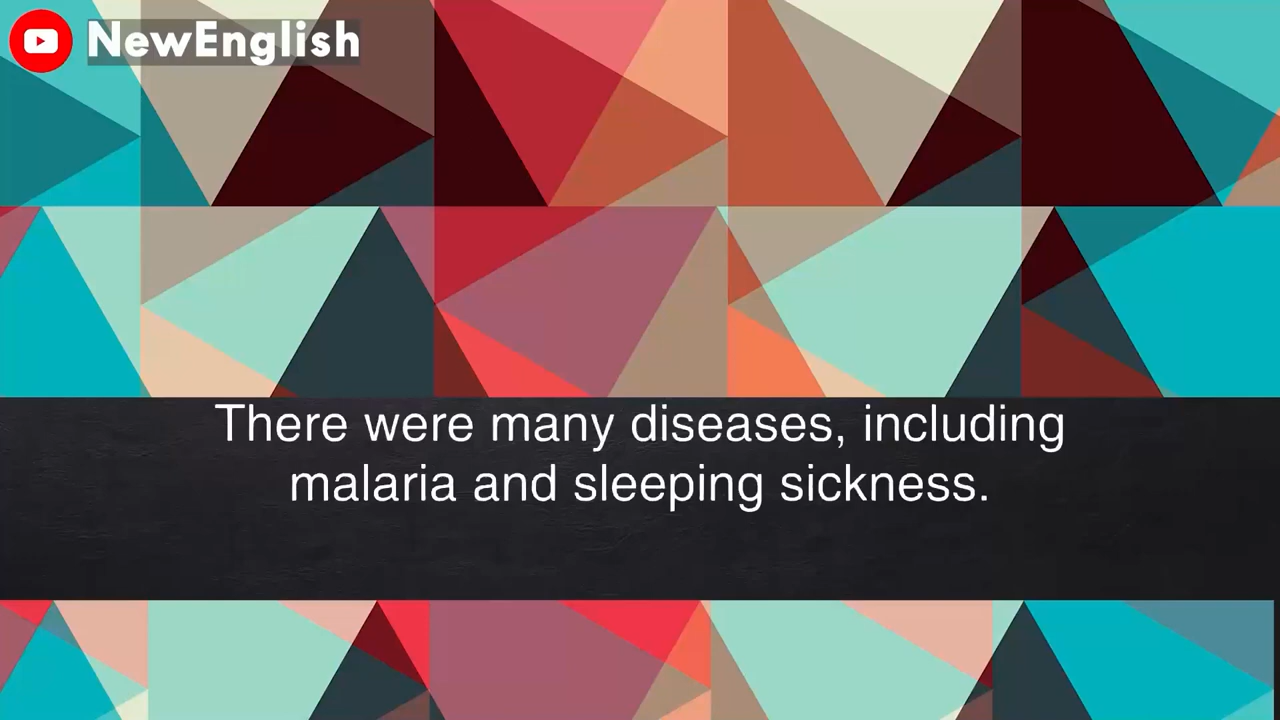 NewEnglish
There were many diseases, including
malaria and sleeping sickness.